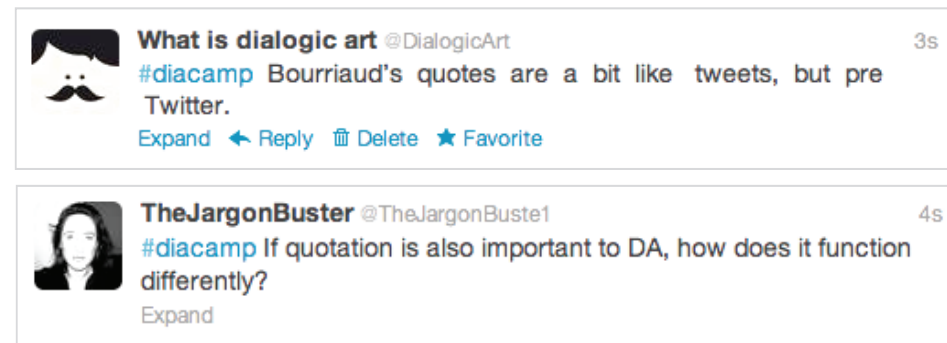 What is dialogic art @DialogicArt 3s
#diacamp Bourriaud's quotes are a bit like tweets, but pre
Twitter.
Expand Reply Delete Favorite
TheJargonBuster @TheJargonBuste1 4s
#diacamp If quotation is also important to DA, how does it function
differently?
Expand